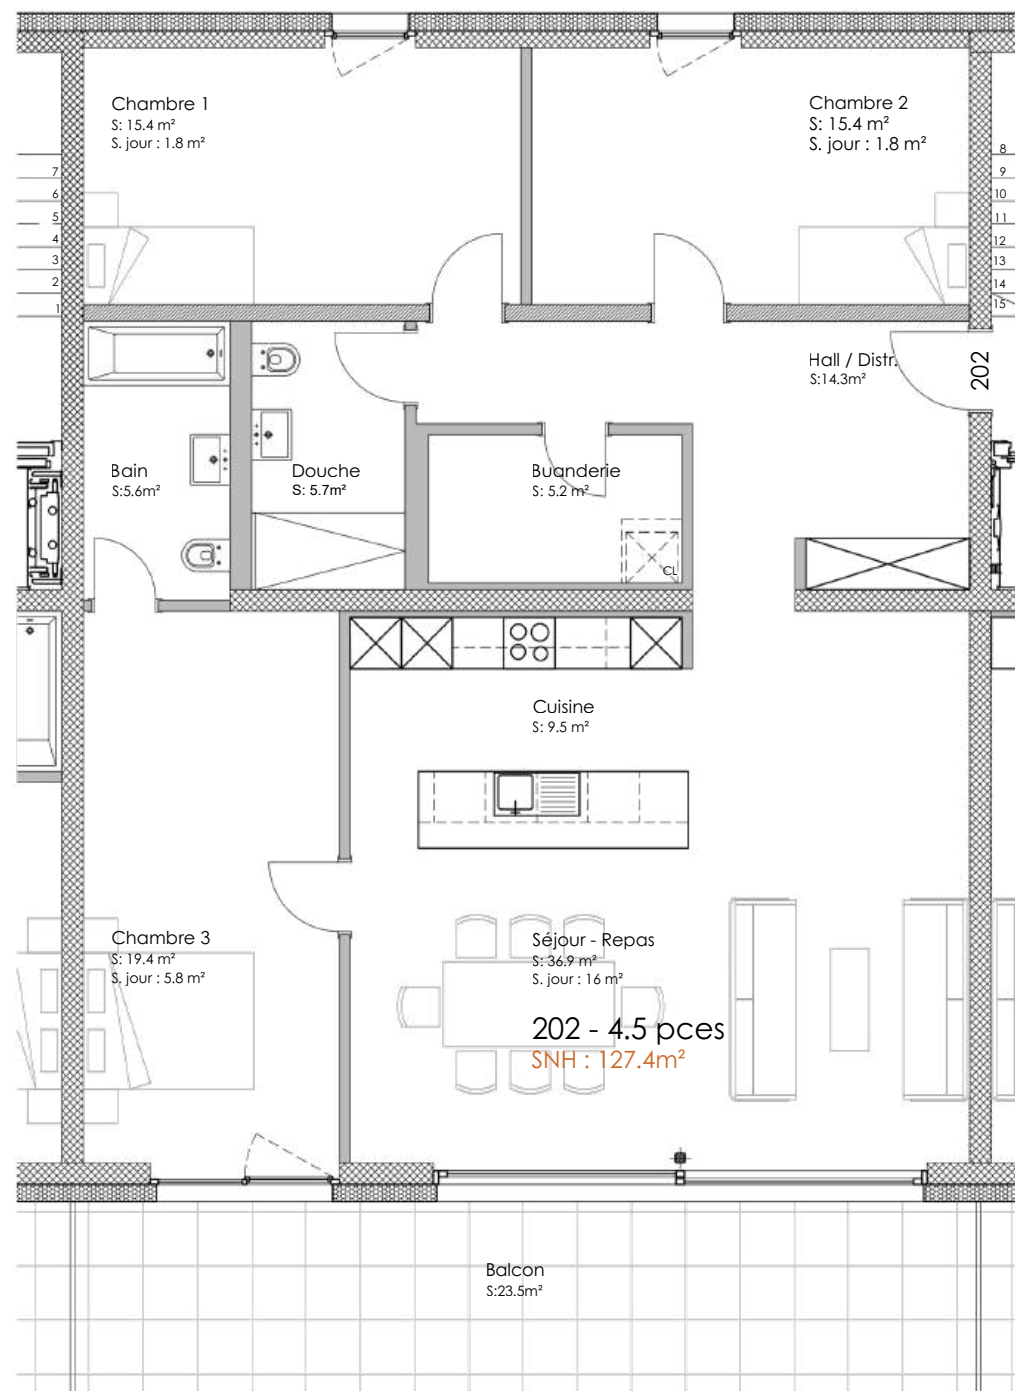 Chambre 1
S: 15.4 m²
S. jour : 1.8 m²
Chambre 2
S: 15.4 m²
S. jour : 1.8 m²
7
6
5
4
3
2
1
8
9
10
11
12
13
14
15
Hall / Distr.
S:14.3m²
202
Bain
S:5.6m²
Douche
S: 5.7m²
Buanderie
S: 5.2 m²
CL
Cuisine
S: 9.5 m²
Chambre 3
S: 19.4 m²
S. jour : 5.8 m²
Séjour - Repas
S: 36.9 m²
S. jour : 16 m²
202 - 4.5 pces
SNH : 127.4m²
Balcon
S:23.5m²